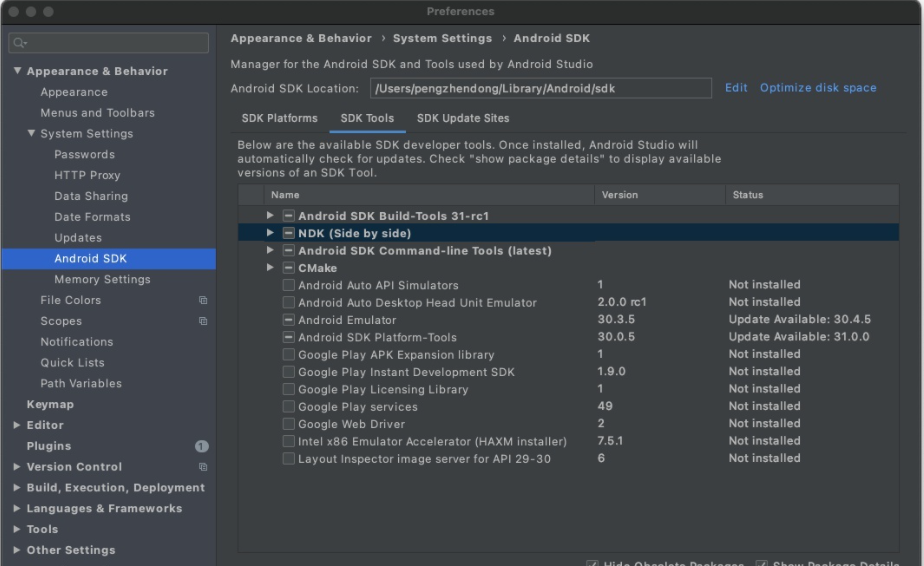 Preferences
Appearance & Behavior › System Settings › Android SDK
Manager for the Android SDK and Tools used by Android Studio
Android SDK Location: /Users/pengzhendong/Library/Android/sdk Edit Optimize disk space
Appearance & Behavior
Appearance
Menus and Toolbars
System Settings
Passwords
HTTP Proxy
Data Sharing
Date Formats
Updates
Android SDK
Memory Settings
File Colors
Scopes
Notifications
Quick Lists
Path Variables
Keymap
Editor
Plugins 1
Version Control
Build, Execution, Deployment
Languages & Frameworks
Tools
Other Settings
SDK Platforms SDK Tools SDK Update Sites
Below are the available SDK developer tools. Once installed, Android Studio will
automatically check for updates. Check "show package details" to display available
versions of an SDK Tool.
Name Version Status
Android SDK Build-Tools 31-rc1
NDK (Side by side)
Android SDK Command-line Tools (latest)
CMake
Android Auto API Simulators 1 Not installed
Android Auto Desktop Head Unit Emulator 2.0.0 rc1 Not installed
Android Emulator 30.3.5 Update Available: 30.4.5
Android SDK Platform-Tools 30.0.5 Update Available: 31.0.0
Google Play APK Expansion library 1 Not installed
Google Play Instant Development SDK 1.9.0 Not installed
Google Play Licensing Library 1 Not installed
Google Play services 49 Not installed
Google Web Driver 2 Not installed
Intel x86 Emulator Accelerator (HAXM installer) 7.5.1 Not installed
Layout Inspector image server for API 29-30 6 Not installed
Hide Obsolete Packages Show Package Details